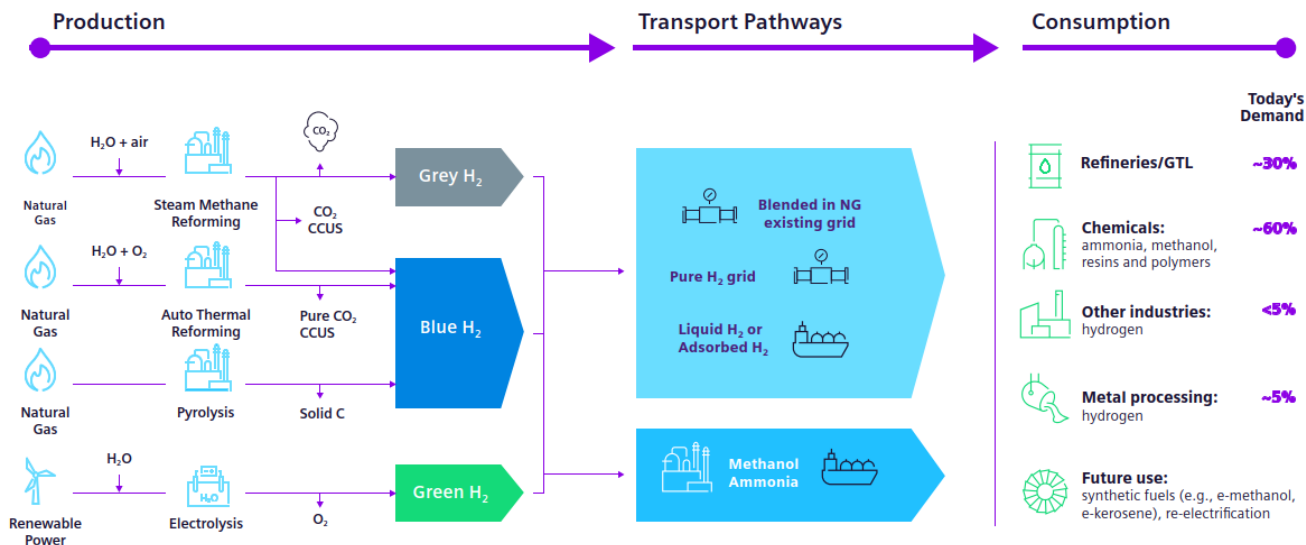 Production
Transport Pathways
Consumption
Today's
Demand
H₂O + air
CO₂
Natural
Gas
Steam Methane
Reforming
CO₂
CCUS
Grey H₂
H₂O + O₂
Natural
Gas
Auto Thermal
Reforming
Pure CO₂
CCUS
Blue H₂
Natural
Gas
Pyrolysis
Solid C
H₂O
Renewable
Power
H₂O
Electrolysis
O₂
Green H₂
Blended in NG
existing grid
Pure H₂ grid
Liquid H₂ or
Adsorbed H₂
Methanol
Ammonia
Refineries/GTL
~30%
Chemicals:
~60%
ammonia, methanol,
resins and polymers
Other industries:
<5%
hydrogen
Metal processing:
~5%
hydrogen
Future use:
synthetic fuels (e.g., e-methanol,
e-kerosene), re-electrification